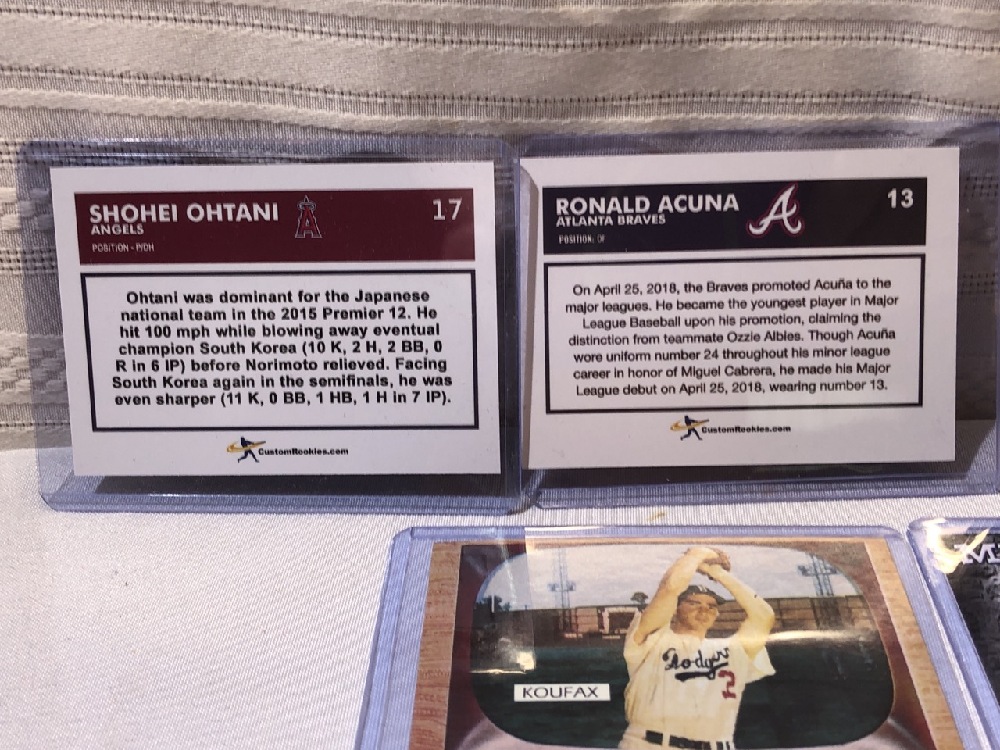 SHOHEI OHTANI
17
ANGELS
POSITION - P/DH
Ohtani was dominant for the Japanese
national team in the 2015 Premier 12. He
hit 100 mph while blowing away eventual
champion South Korea (10 K, 2 H, 2 BB, 0
R in 6 IP) before Norimoto relieved. Facing
South Korea again in the semifinals, he was
even sharper (11 K, 0 BB, 1 HB, 1 H in 7 IP).
CustomRookies.com
RONALD ACUNA
A
13
ATLANTA BRAVES
POSITION: OF
On April 25, 2018, the Braves promoted Acuña to the
major leagues. He became the youngest player in Major
League Baseball upon his promotion, claiming the
distinction from teammate Ozzie Albies. Though Acuña
wore uniform number 24 throughout his minor league
career in honor of Miguel Cabrera, he made his Major
League debut on April 25, 2018, wearing number 13.
CustomRookies.com
Dodgers
KOUFAX